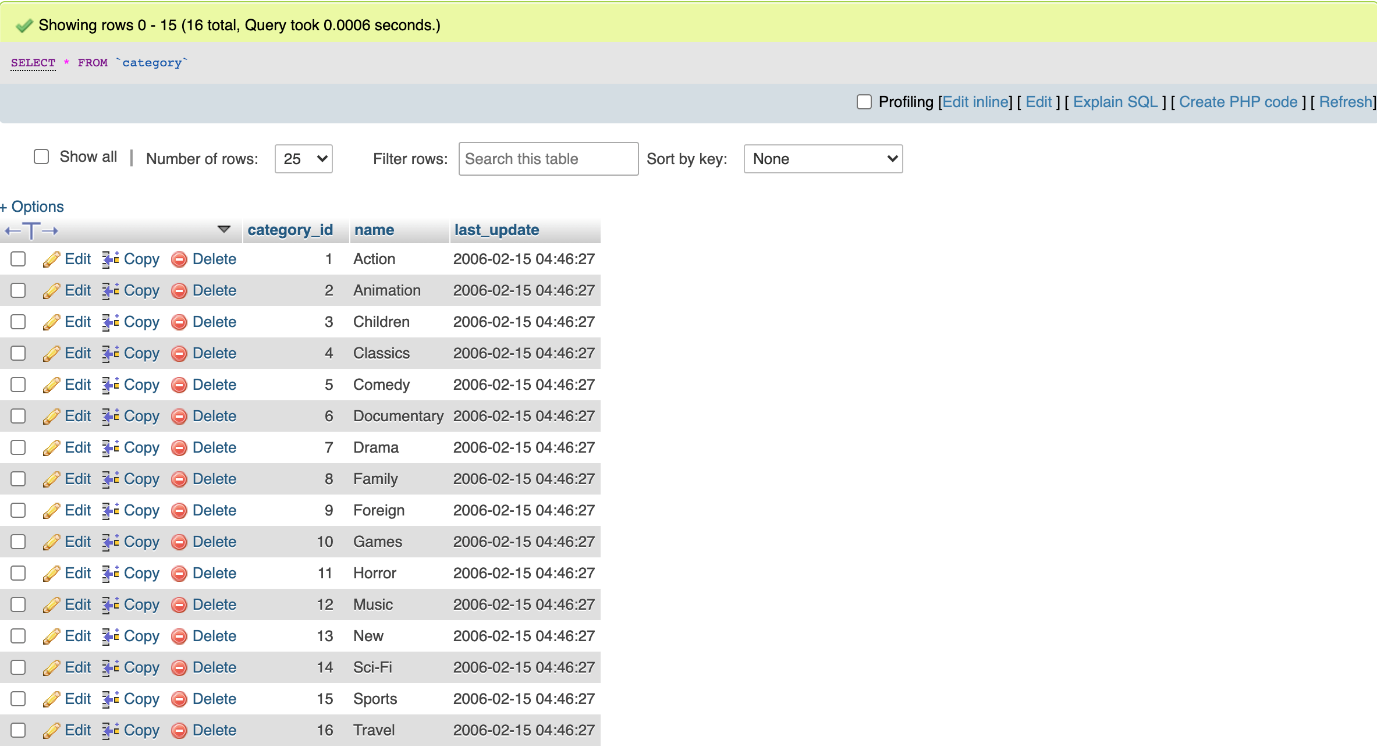 Showing rows 0 - 15 (16 total, Query took 0.0006 seconds.)
SELECT * FROM `category`
Profiling [Edit inline] [ Edit ] [ Explain SQL ] [ Create PHP code ] [ Refresh]
Show all | Number of rows: 25 Filter rows: Search this table Sort by key: None
+ Options
←T→ category_id name last_update
Edit Copy Delete 1 Action 2006-02-15 04:46:27
Edit Copy Delete 2 Animation 2006-02-15 04:46:27
Edit Copy Delete 3 Children 2006-02-15 04:46:27
Edit Copy Delete 4 Classics 2006-02-15 04:46:27
Edit Copy Delete 5 Comedy 2006-02-15 04:46:27
Edit Copy Delete 6 Documentary 2006-02-15 04:46:27
Edit Copy Delete 7 Drama 2006-02-15 04:46:27
Edit Copy Delete 8 Family 2006-02-15 04:46:27
Edit Copy Delete 9 Foreign 2006-02-15 04:46:27
Edit Copy Delete 10 Games 2006-02-15 04:46:27
Edit Copy Delete 11 Horror 2006-02-15 04:46:27
Edit Copy Delete 12 Music 2006-02-15 04:46:27
Edit Copy Delete 13 New 2006-02-15 04:46:27
Edit Copy Delete 14 Sci-Fi 2006-02-15 04:46:27
Edit Copy Delete 15 Sports 2006-02-15 04:46:27
Edit Copy Delete 16 Travel 2006-02-15 04:46:27